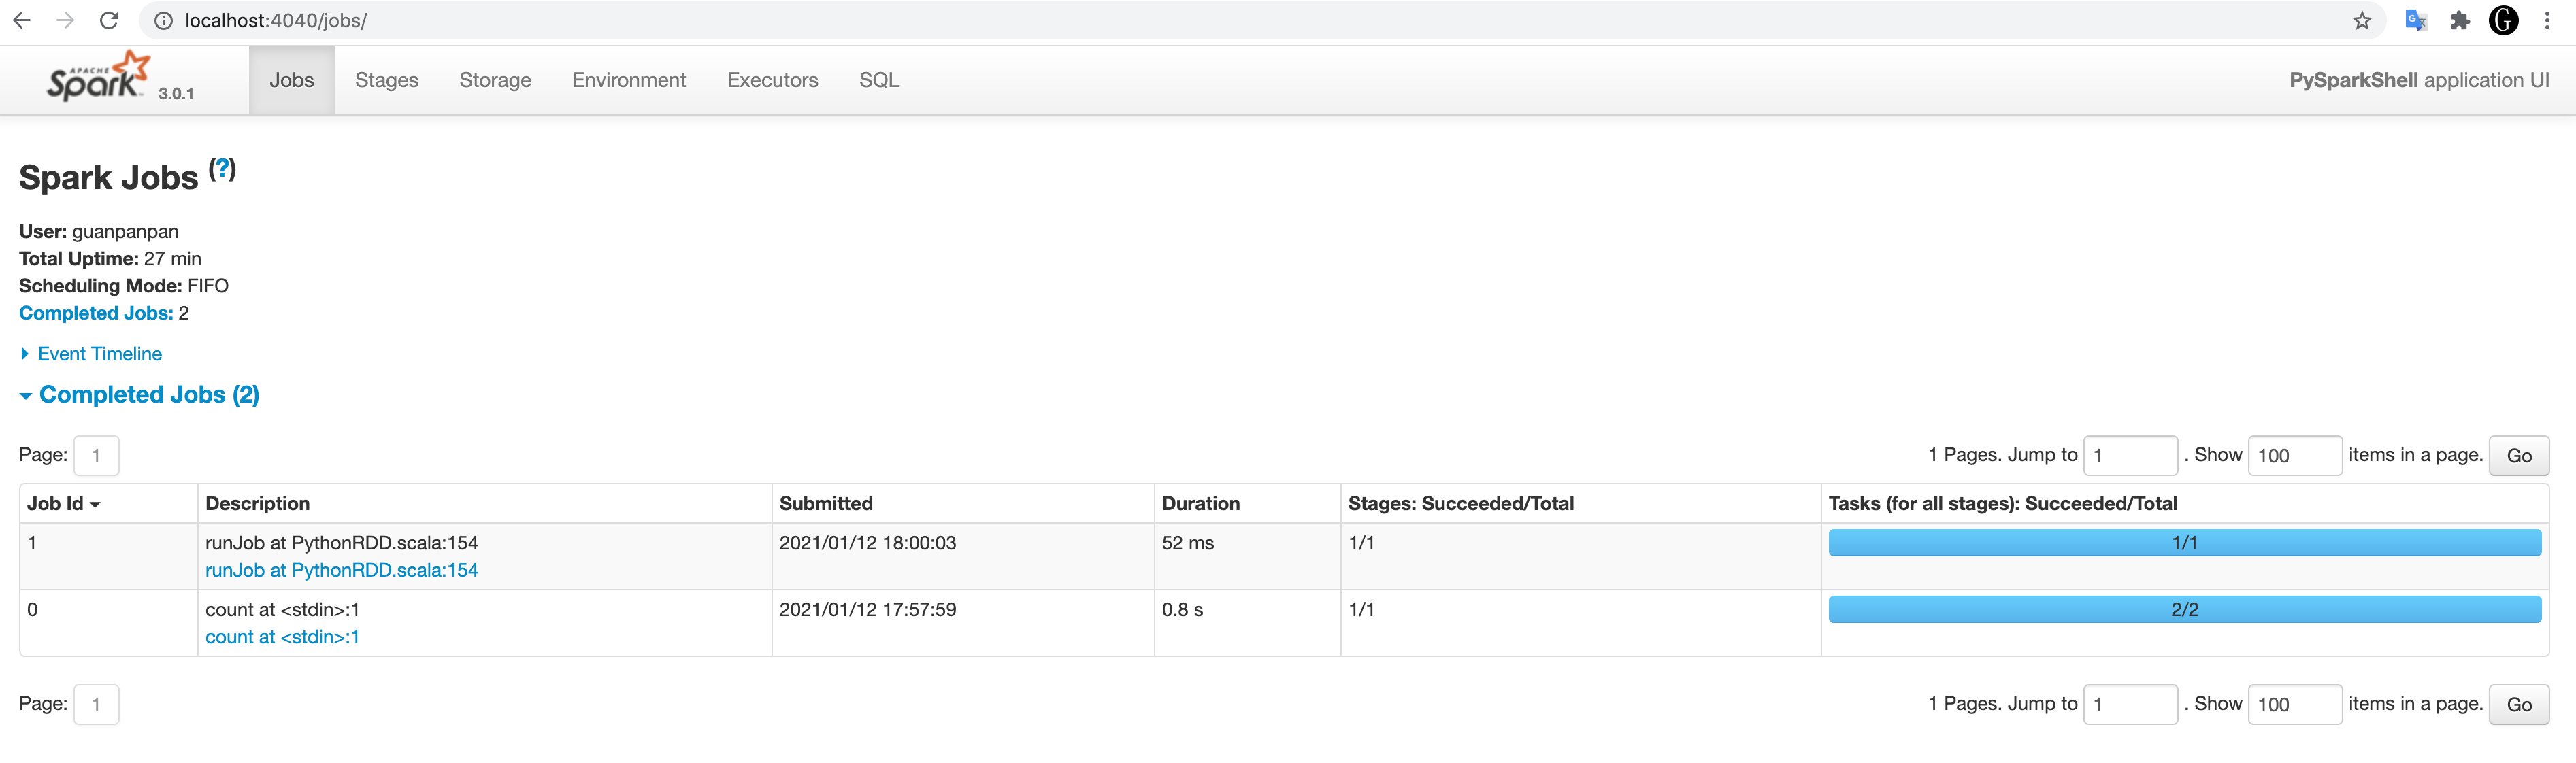 localhost:4040/jobs/
APACHE Spark™ 3.0.1 Jobs Stages Storage Environment Executors SQL PySparkShell application UI
Spark Jobs (?)
User: guanpanpan
Total Uptime: 27 min
Scheduling Mode: FIFO
Completed Jobs: 2
Event Timeline
Completed Jobs (2)
Page: 1 1 Pages. Jump to 1 . Show 100 items in a page. Go
Job Id Description Submitted Duration Stages: Succeeded/Total Tasks (for all stages): Succeeded/Total
1 runJob at PythonRDD.scala:154 2021/01/12 18:00:03 52 ms 1/1 1/1
runJob at PythonRDD.scala:154
0 count at <stdin>:1 2021/01/12 17:57:59 0.8 s 1/1 2/2
count at <stdin>:1
Page: 1 1 Pages. Jump to 1 . Show 100 items in a page. Go